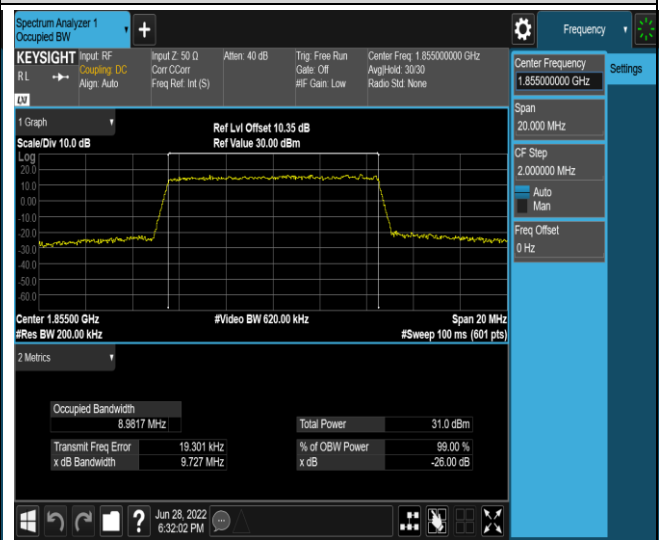 Spectrum Analyzer 1
Occupied BW
+
Frequency
KEYSIGHT
RL
LXI
Input: RF
Coupling: DC
Align: Auto
Input Z: 50 Ω
Corr CCorr
Freq Ref: Int (S)
Atten: 40 dB
Trig: Free Run
Gate: Off
#IF Gain: Low
Center Freq: 1.855000000 GHz
Avg|Hold: 30/30
Radio Std: None
Center Frequency
1.855000000 GHz
Settings
Span
20.000 MHz
CF Step
2.000000 MHz
Auto
Man
Freq Offset
0 Hz
1 Graph
Scale/Div 10.0 dB
Ref Lvl Offset 10.35 dB
Ref Value 30.00 dBm
Log
20.0
10.0
0.00
-10.0
-20.0
-30.0
-40.0
-50.0
-60.0
Center 1.85500 GHz
#Video BW 620.00 kHz
Span 20 MHz
#Res BW 200.00 kHz
#Sweep 100 ms (601 pts)
2 Metrics
Occupied Bandwidth
8.9817 MHz
Total Power 31.0 dBm
Transmit Freq Error 19.301 kHz
% of OBW Power 99.00 %
x dB Bandwidth 9.727 MHz
x dB -26.00 dB
?
Jun 28, 2022
6:32:02 PM